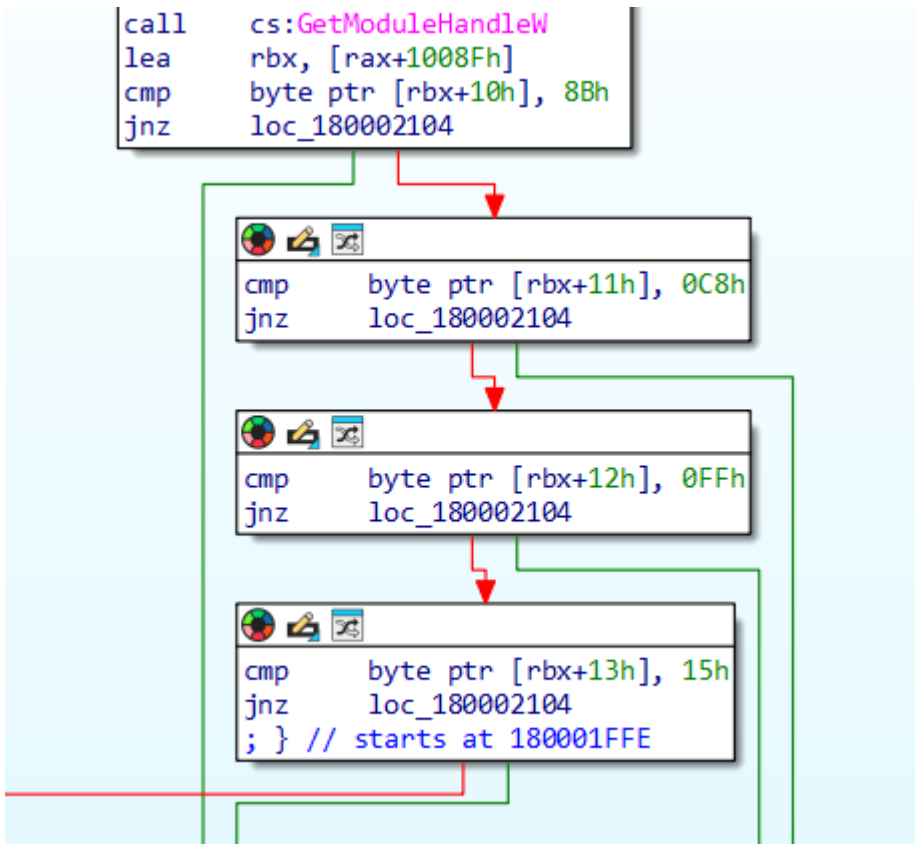 call    cs:GetModuleHandleW
lea     rbx, [rax+1008Fh]
cmp     byte ptr [rbx+10h], 8Bh
jnz     loc_180002104
cmp     byte ptr [rbx+11h], 0C8h
jnz     loc_180002104
cmp     byte ptr [rbx+12h], 0FFh
jnz     loc_180002104
cmp     byte ptr [rbx+13h], 15h
jnz     loc_180002104
; } // starts at 180001FFE